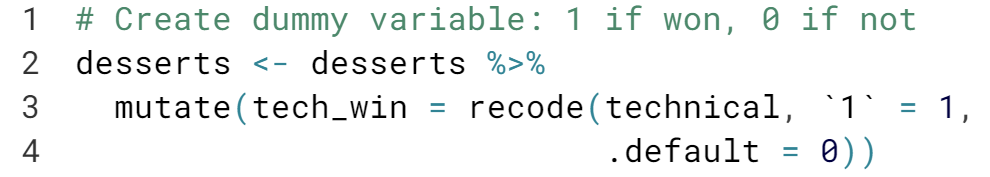 1 # Create dummy variable: 1 if won, 0 if not
2 desserts <- desserts %>%
3   mutate(tech_win = recode(technical, `1` = 1,
4                            .default = 0))